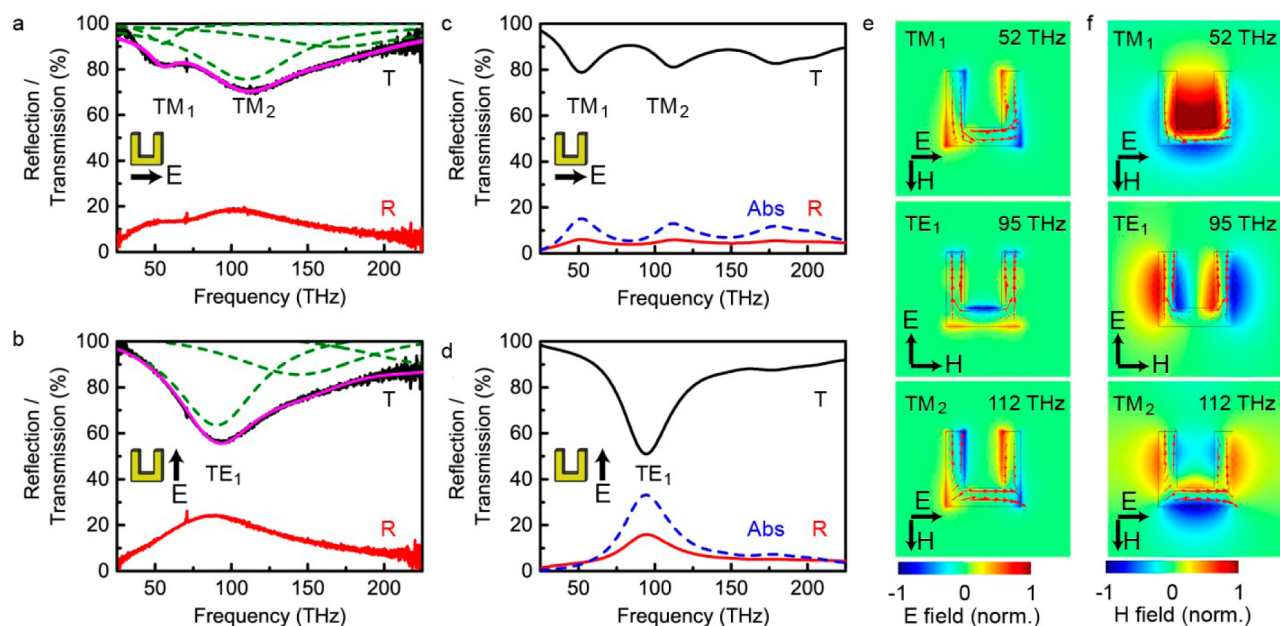 a
Reflection /
Transmission (%)
100
80
60
40
20
0
T
TM1
TM2
E
R
50
100
150
200
Frequency (THz)
b
Reflection /
Transmission (%)
100
80
60
40
20
0
T
TE1
E
R
50
100
150
200
Frequency (THz)
c
Reflection /
Transmission (%)
100
80
60
40
20
0
T
TM1
TM2
E
Abs
R
50
100
150
200
Frequency (THz)
d
Reflection /
Transmission (%)
100
80
60
40
20
0
T
TE1
E
Abs
R
50
100
150
200
Frequency (THz)
e
TM1 52 THz
E
H
TE1 95 THz
E
H
TM2 112 THz
E
H
-1 0 1
E field (norm.)
f
TM1 52 THz
E
H
TE1 95 THz
E
H
TM2 112 THz
E
H
-1 0 1
H field (norm.)